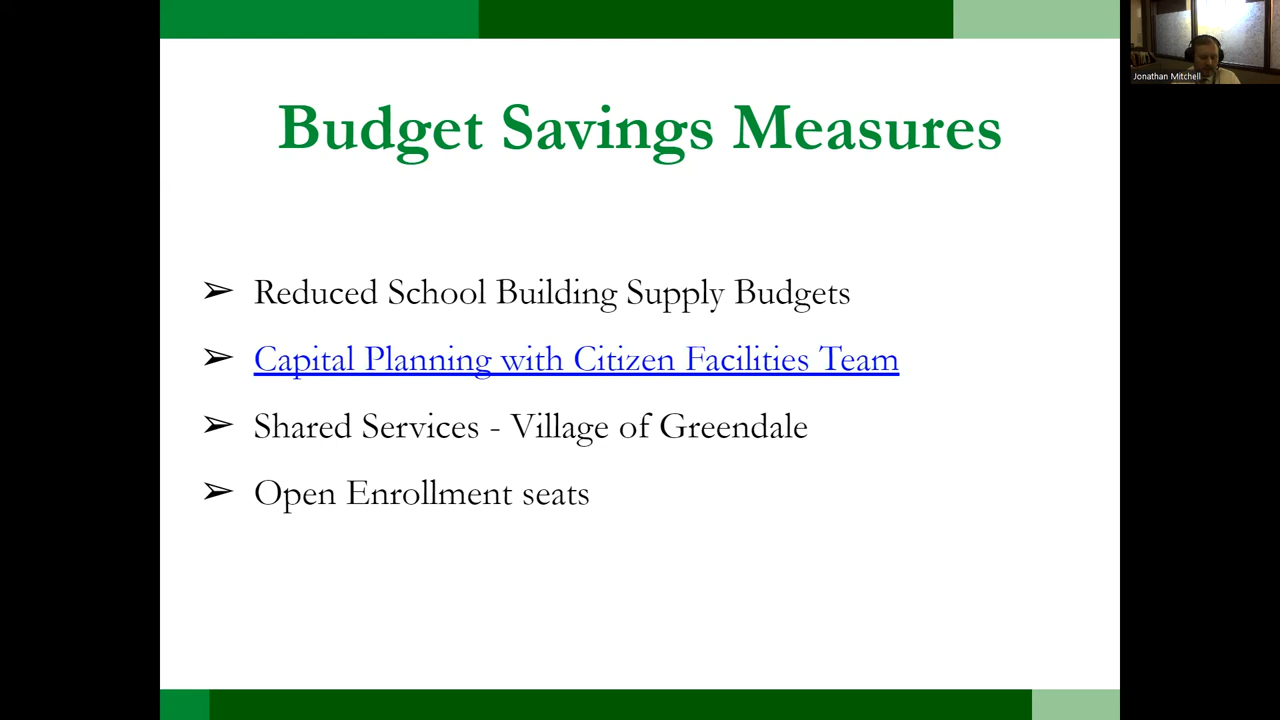 Budget Savings Measures
➢ Reduced School Building Supply Budgets
➢ Capital Planning with Citizen Facilities Team
➢ Shared Services - Village of Greendale
➢ Open Enrollment seats
Jonathan Mitchell